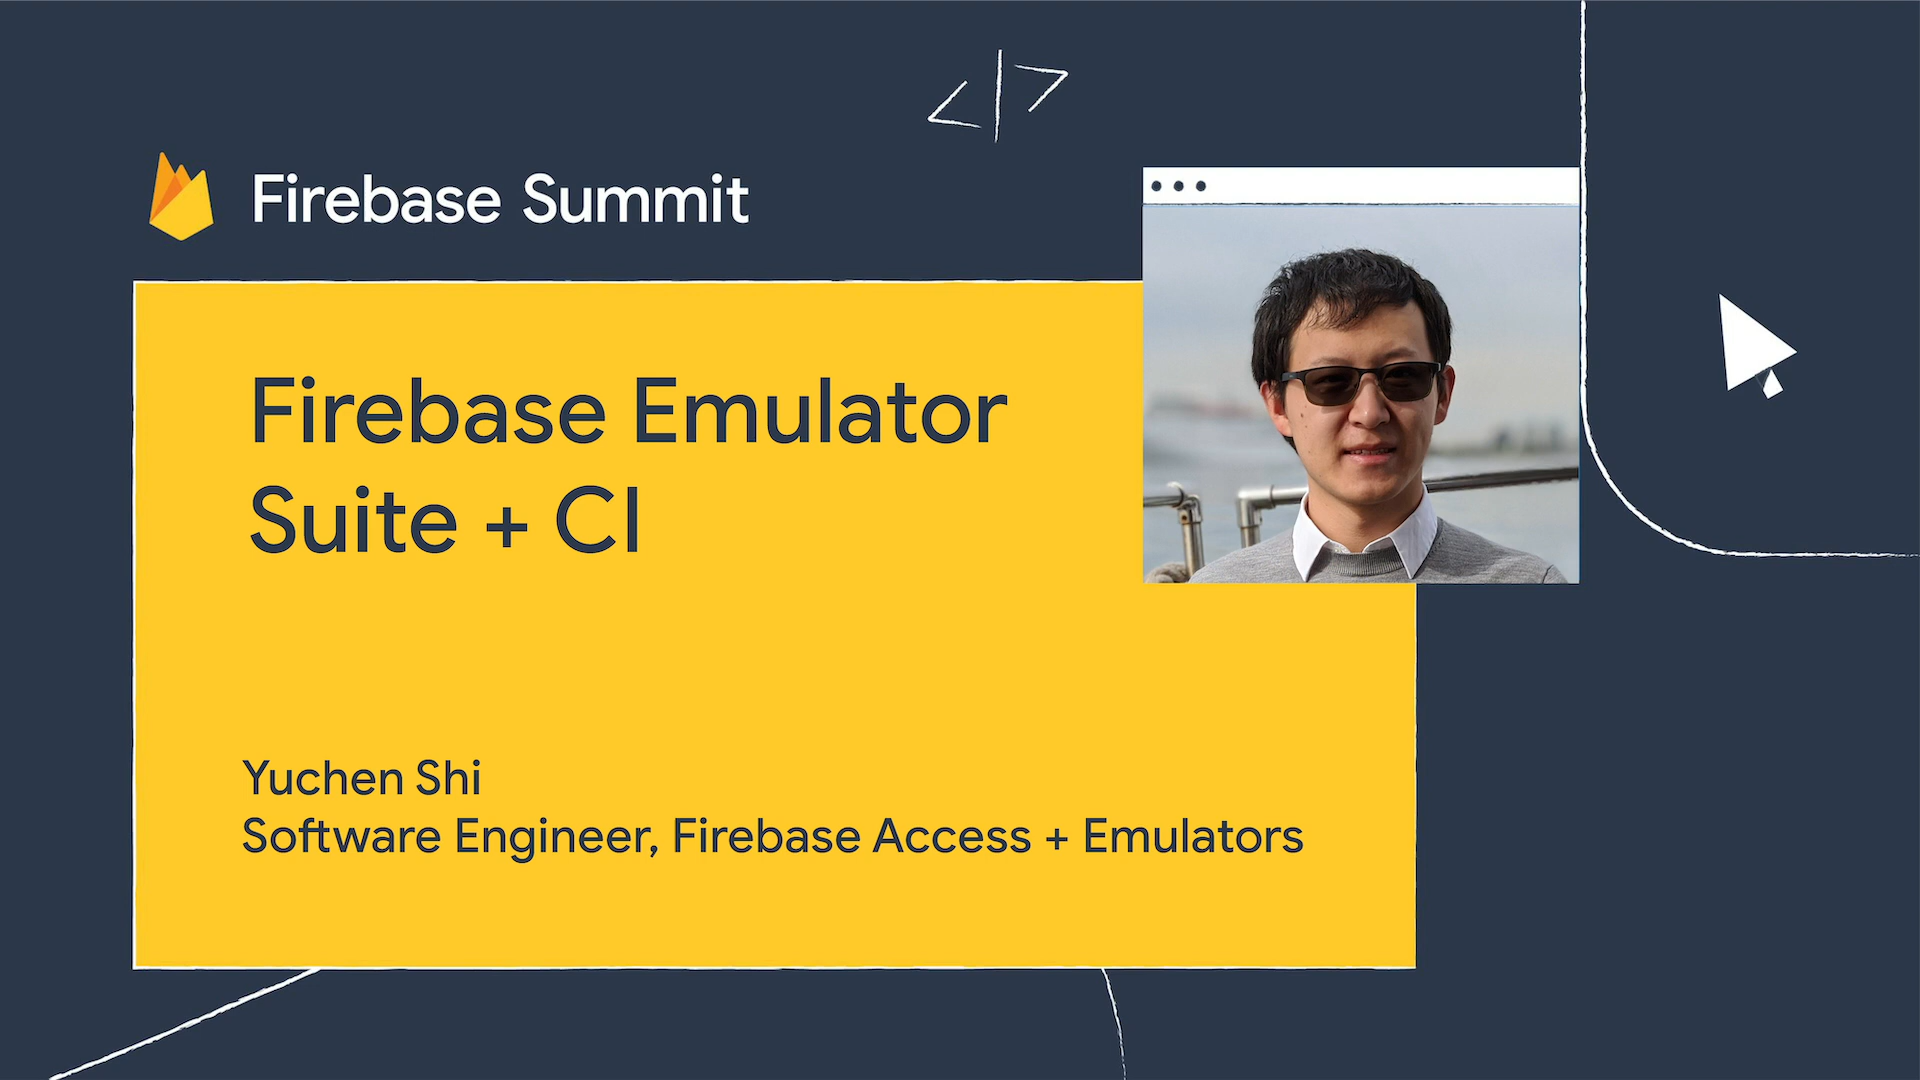 </>
Firebase Summit
Firebase Emulator
Suite + CI
Yuchen Shi
Software Engineer, Firebase Access + Emulators